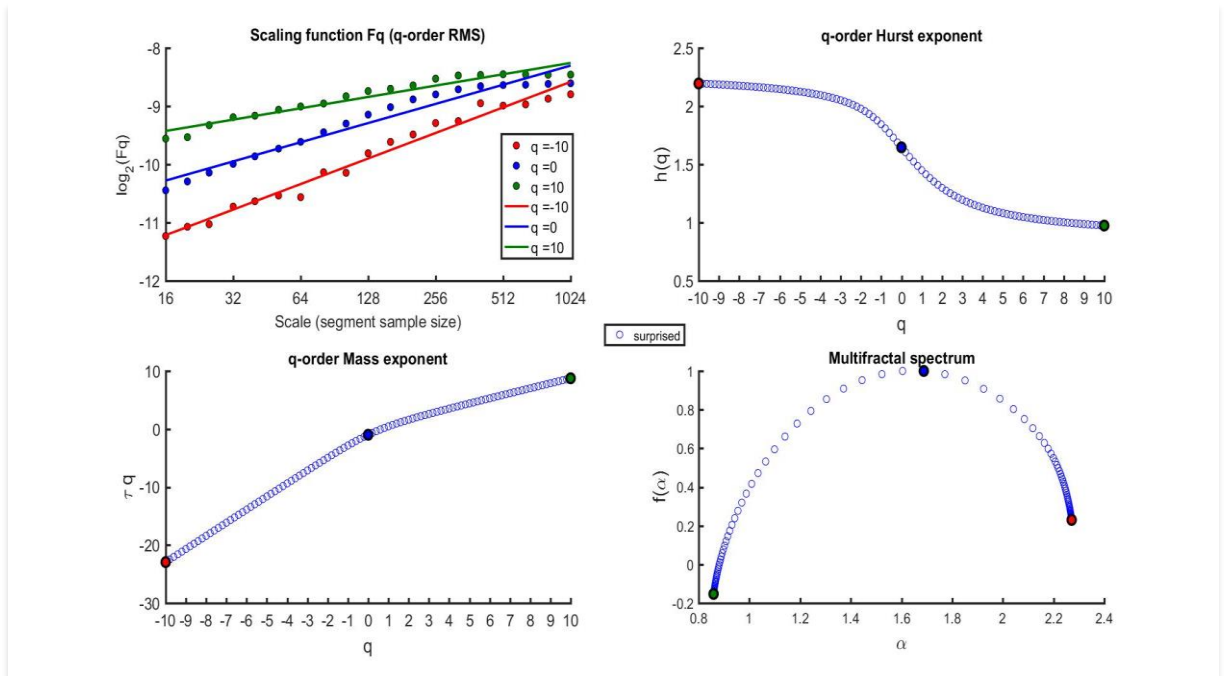 Scaling function Fq (q-order RMS)
-8
-9
-10
-11
-12
log2(Fq)
q =-10
q =0
q =10
q =-10
q =0
q =10
16 32 64 128 256 512 1024
Scale (segment sample size)
q-order Hurst exponent
2.5
2
1.5
1
0.5
h(q)
-10 -9 -8 -7 -6 -5 -4 -3 -2 -1 0 1 2 3 4 5 6 7 8 9 10
q
surprised
q-order Mass exponent
10
0
-10
-20
-30
τ q
-10 -9 -8 -7 -6 -5 -4 -3 -2 -1 0 1 2 3 4 5 6 7 8 9 10
q
Multifractal spectrum
1
0.8
0.6
0.4
0.2
0
-0.2
f(α)
0.8 1 1.2 1.4 1.6 1.8 2 2.2 2.4
α